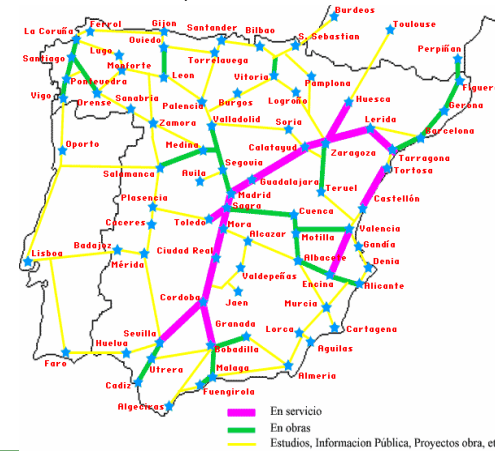 Burdeos
Ferrol
Gijon
Santander
Bilbao
Toulouse
La Coruña
Oviedo
S. Sebastian
Lugo
Torrelavega
Perpiñan
Santiago
Monforte
Leon
Vitoria
Pamplona
Pontevedra
Figuer
Vigo
Orense
Sanabria
Palencia
Burgos
Logroño
Huesca
Gerona
Zamora
Valladolid
Soria
Lerida
Barcelona
Oporto
Medina
Calatayud
Zaragoza
Tarragona
Salamanca
Segovia
Tortosa
Avila
Guadalajara
Teruel
Plasencia
Madrid
Castellón
Caceres
Toledo
Sagra
Cuenca
Mora
Valencia
Lisboa
Badajoz
Alcazar
Motilla
Gandía
Mérida
Ciudad Real
Albacete
Denia
Valdepeñas
Encina
Alicante
Cordoba
Jaen
Murcia
Sevilla
Granada
Lorca
Cartagena
Huelva
Bobadilla
Aguilas
Faro
Utrera
Almeria
Cadiz
Malaga
Fuengirola
Algeciras
En servicio
En obras
Estudios, Informacion Pública, Proyectos obra, et